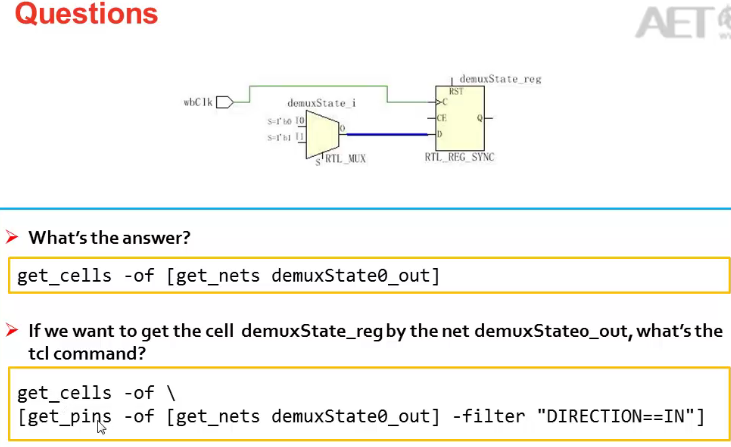 Questions
AET
demuxState_reg
RST
wbClk
C
demuxState_i
CE
Q
S=1'b0 I0
O
S=1'b1 I1
D
S
RTL_MUX
RTL_REG_SYNC
What's the answer?
get_cells -of [get_nets demuxState0_out]
If we want to get the cell demuxState_reg by the net demuxStateo_out, what's the
tcl command?
get_cells -of \
[get_pins -of [get_nets demuxState0_out] -filter "DIRECTION==IN"]